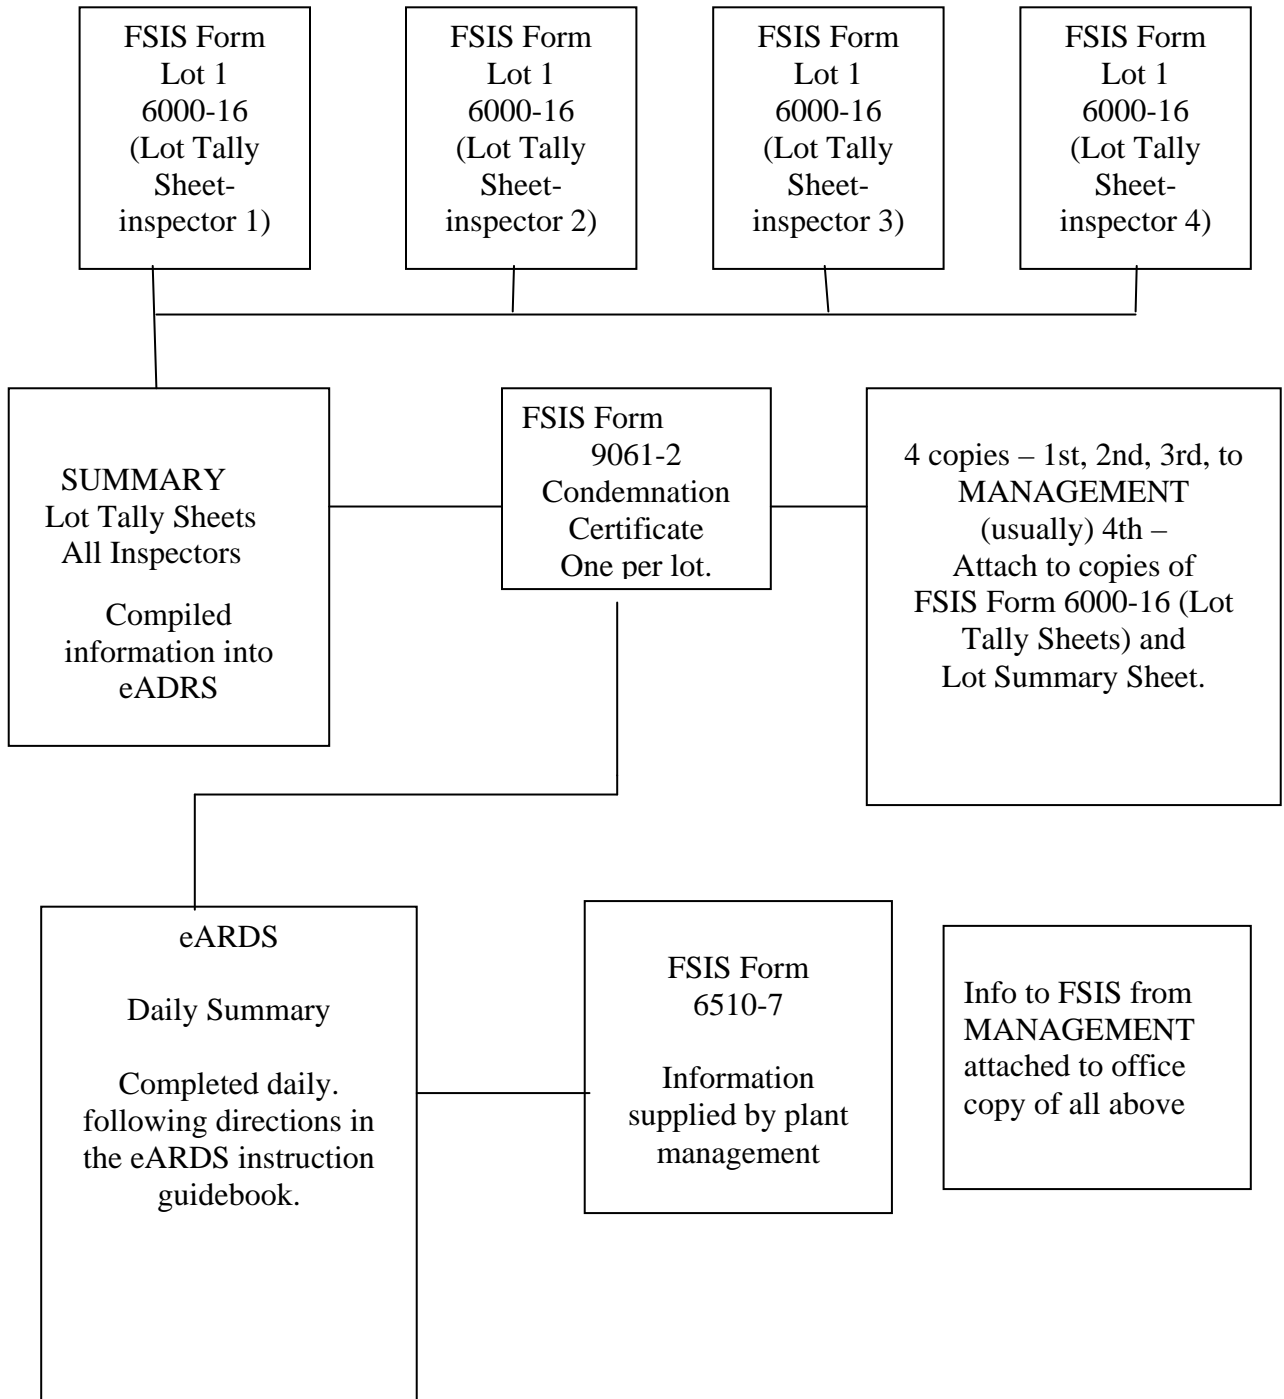 FSIS Form
Lot 1
6000-16
(Lot Tally
Sheet-
inspector 1)
FSIS Form
Lot 1
6000-16
(Lot Tally
Sheet-
inspector 2)
FSIS Form
Lot 1
6000-16
(Lot Tally
Sheet-
inspector 3)
FSIS Form
Lot 1
6000-16
(Lot Tally
Sheet-
inspector 4)
SUMMARY
Lot Tally Sheets
All Inspectors
Compiled
information into
eADRS
FSIS Form
9061-2
Condemnation
Certificate
One per lot.
4 copies – 1st, 2nd, 3rd, to
MANAGEMENT
(usually) 4th –
Attach to copies of
FSIS Form 6000-16 (Lot
Tally Sheets) and
Lot Summary Sheet.
eARDS
Daily Summary
Completed daily.
following directions in
the eARDS instruction
guidebook.
FSIS Form
6510-7
Information
supplied by plant
management
Info to FSIS from
MANAGEMENT
attached to office
copy of all above